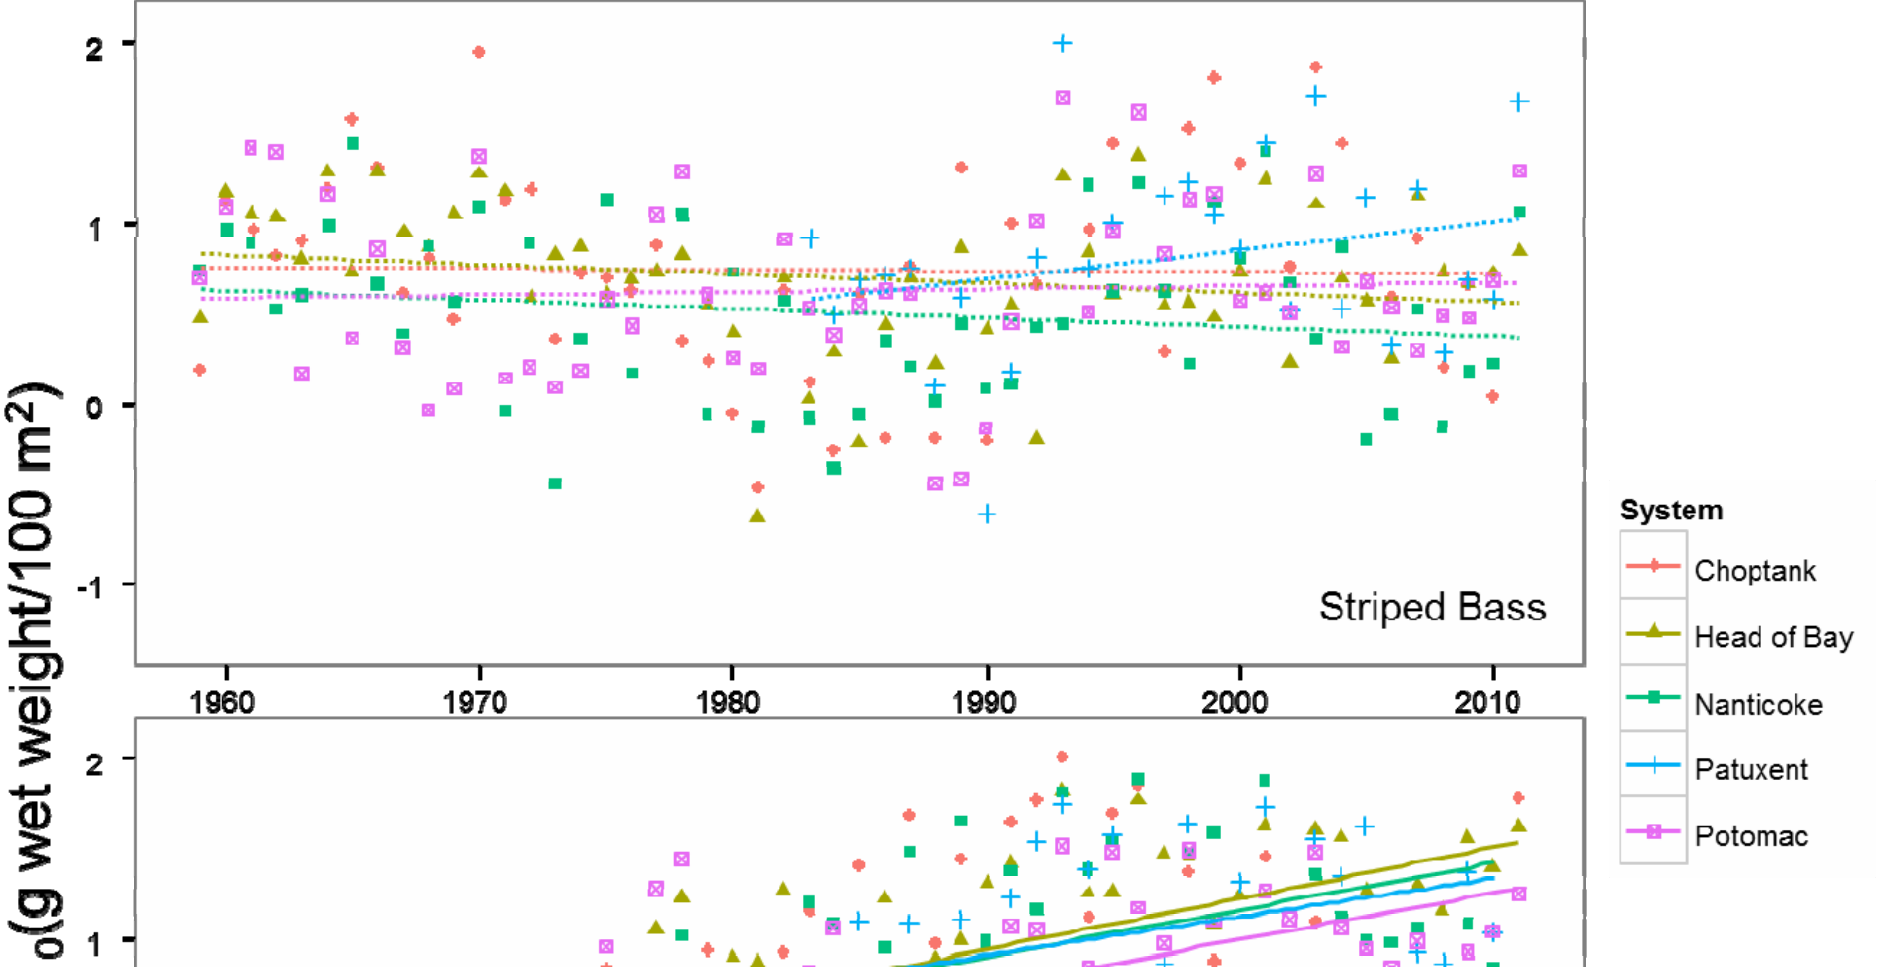 2
1
0
-1
Striped Bass
1960 1970 1980 1990 2000 2010
2
1
0(g wet weight/100 m²)
System
Choptank
Head of Bay
Nanticoke
Patuxent
Potomac